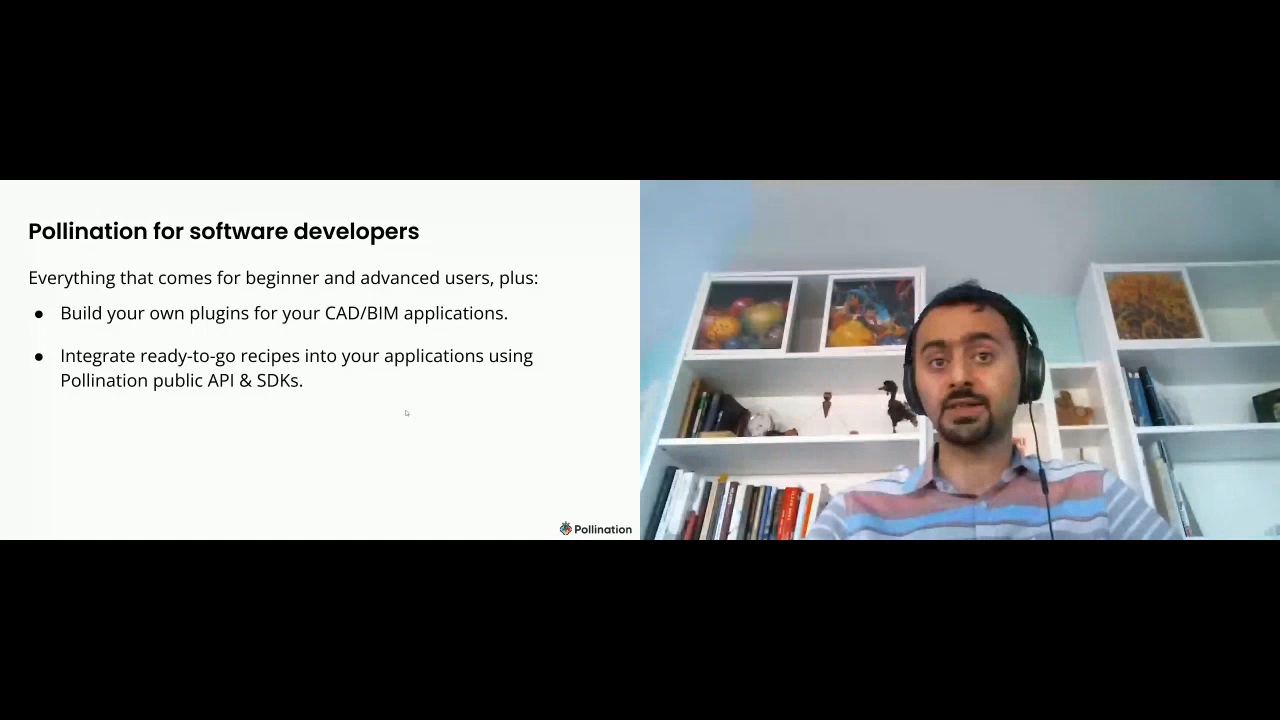 Pollination for software developers
Everything that comes for beginner and advanced users, plus:
● Build your own plugins for your CAD/BIM applications.
● Integrate ready-to-go recipes into your applications using
Pollination public API & SDKs.
Pollination